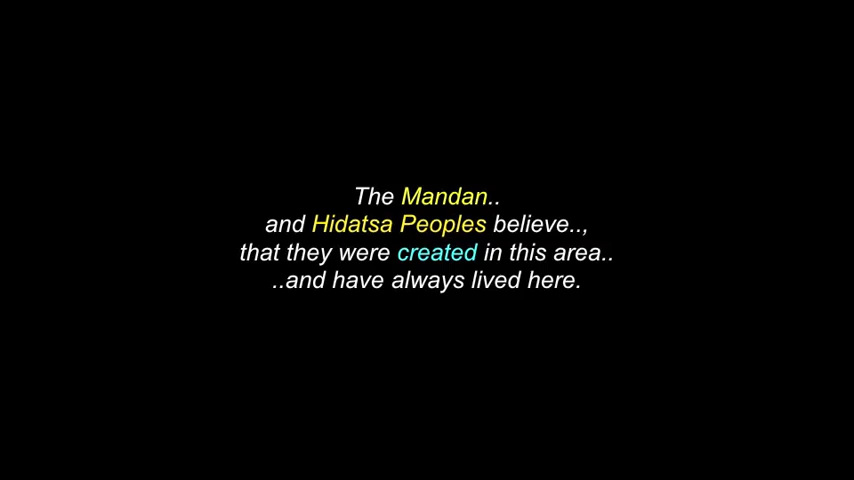 The Mandan..
and Hidatsa Peoples believe..,
that they were created in this area..
..and have always lived here.